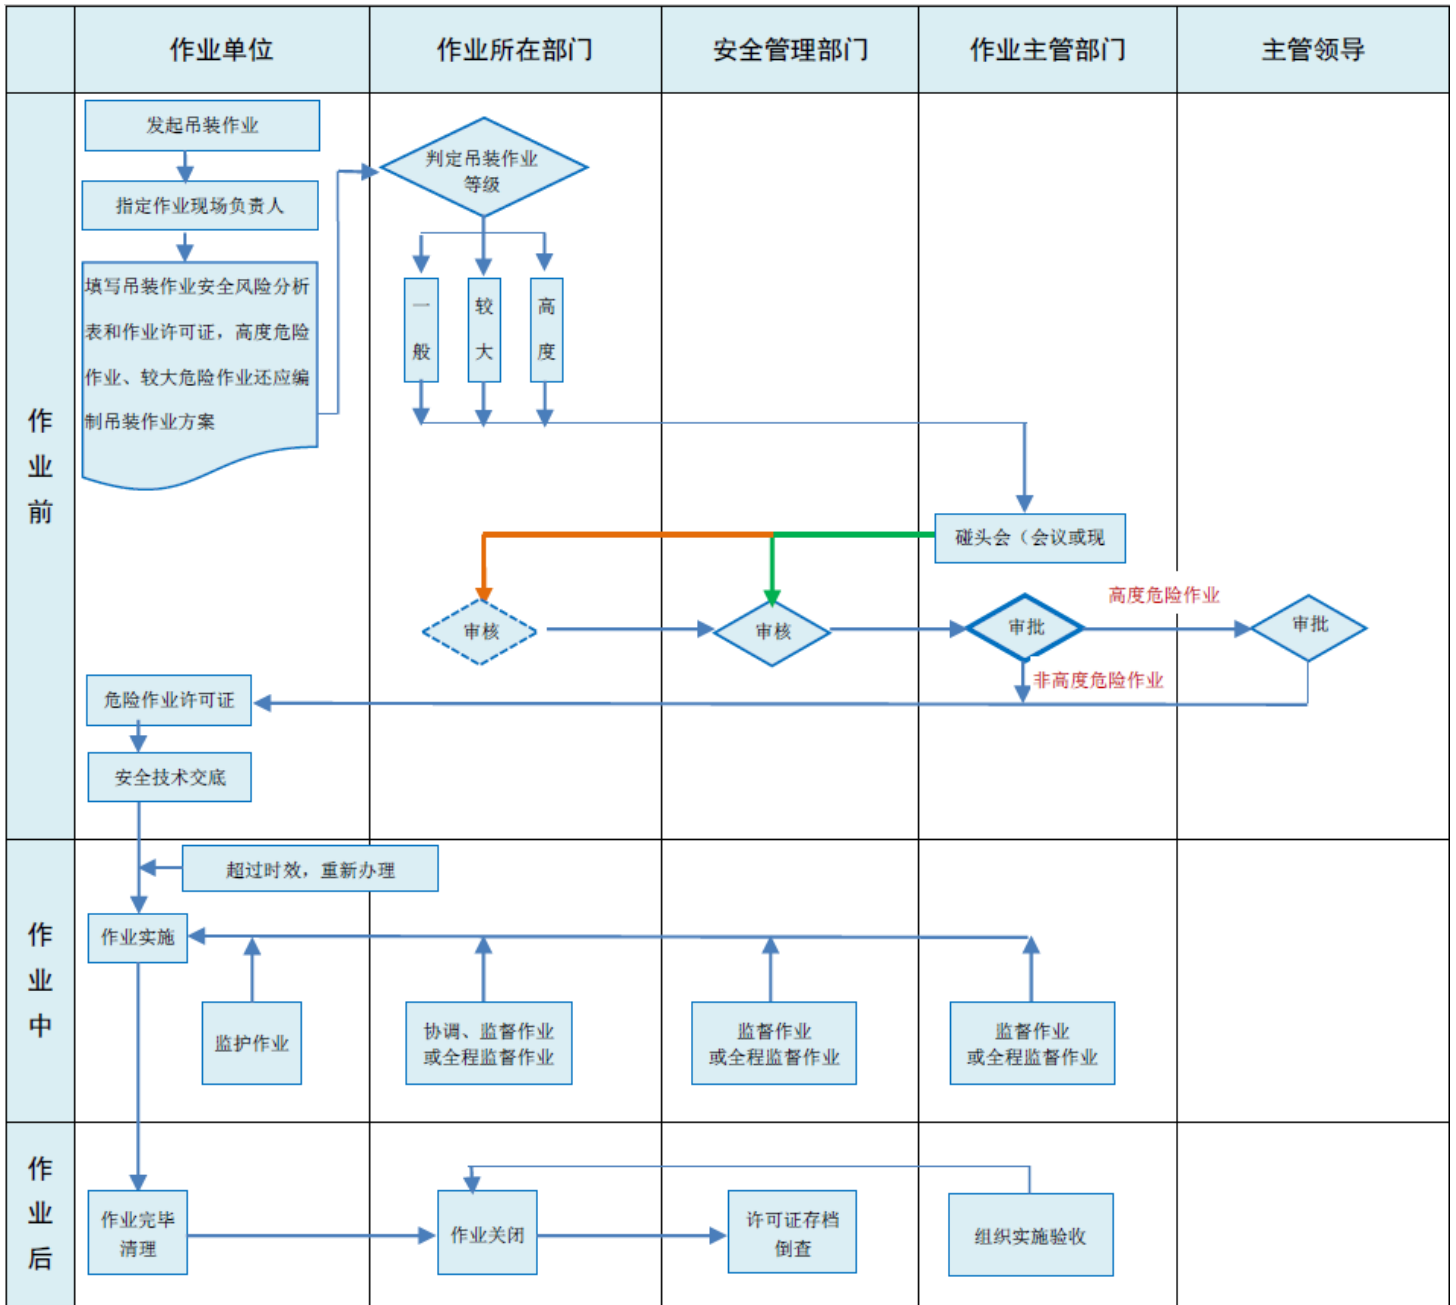 作业单位
作业所在部门
安全管理部门
作业主管部门
主管领导
作业前
发起吊装作业
指定作业现场负责人
填写吊装作业安全风险分析
表和作业许可证，高度危险
作业、较大危险作业还应编
制吊装作业方案
判定吊装作业
等级
一般
较大
高度
碰头会（会议或现
审核
审核
审批
高度危险作业
审批
非高度危险作业
危险作业许可证
安全技术交底
作业中
超过时效，重新办理
作业实施
监护作业
协调、监督作业
或全程监督作业
监督作业
或全程监督作业
监督作业
或全程监督作业
作业后
作业完毕
清理
作业关闭
许可证存档
倒查
组织实施验收